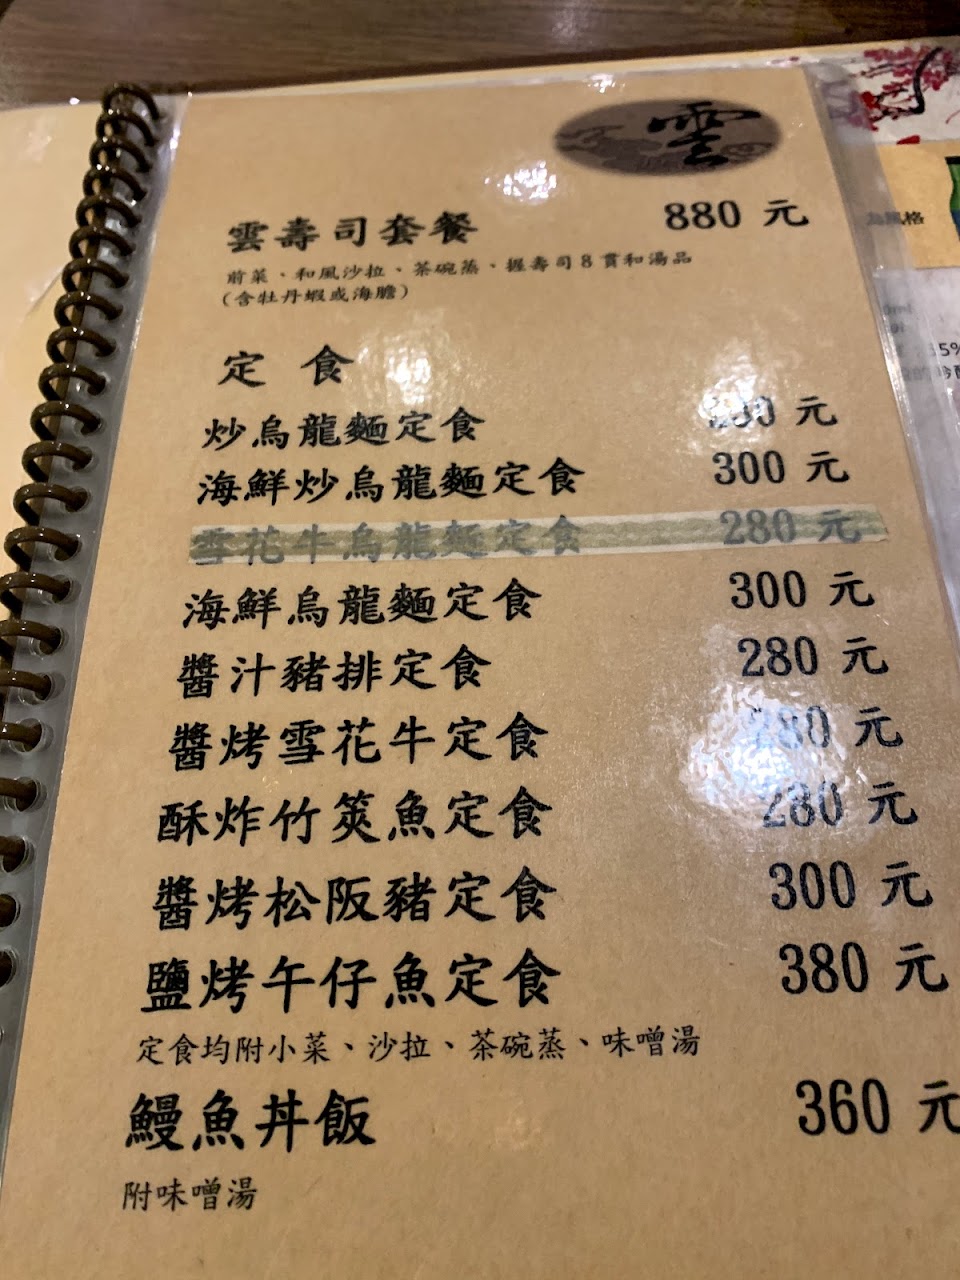 雲
雲壽司套餐 880 元
前菜、和風沙拉、茶碗蒸、握壽司8貫和湯品
(含牡丹蝦或海膽)
定 食
炒烏龍麵定食 元
海鮮炒烏龍麵定食 300 元
雪花牛烏龍麵定食 280 元
海鮮烏龍麵定食 300 元
醬汁豬排定食 280 元
醬烤雪花牛定食 280 元
酥炸竹筴魚定食 280 元
醬烤松阪豬定食 300 元
鹽烤午仔魚定食 380 元
定食均附小菜、沙拉、茶碗蒸、味噌湯
鰻魚丼飯 360 元
附味噌湯
風格